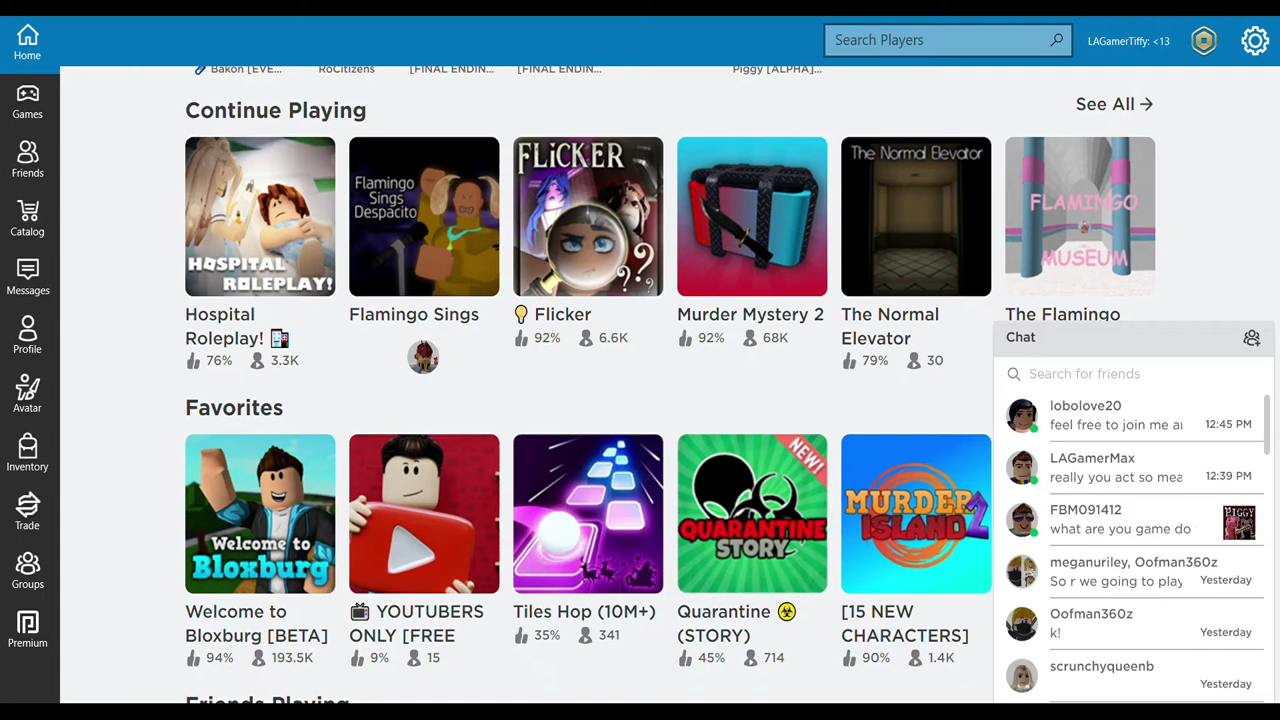 Home
Search Players
LAGamerTiffy: <13
Games
Friends
Catalog
Messages
Profile
Avatar
Inventory
Trade
Groups
Premium
Bakon [EVE...
RoCitizens
[FINAL ENDIN...
[FINAL ENDIN...
Piggy [ALPHA]...
Continue Playing
See All →
HOSPITAL
ROLEPLAY!
Flamingo
Sings
Despacito
FLICKER
??
The Normal Elevator
FLAMINGO
MUSEUM
Hospital
Roleplay! 🏥
76% 3.3K
Flamingo Sings
💡 Flicker
92% 6.6K
Murder Mystery 2
92% 68K
The Normal
Elevator
79% 30
The Flamingo
Favorites
Welcome to
Bloxburg
NEW!
QUARANTINE
STORY
MURDER
ISLAND 2
Welcome to
Bloxburg [BETA]
94% 193.5K
📺 YOUTUBERS
ONLY [FREE
9% 15
Tiles Hop (10M+)
35% 341
Quarantine ☣
(STORY)
45% 714
[15 NEW
CHARACTERS]
90% 1.4K
Chat
Search for friends
lobolove20
feel free to join me ar
12:45 PM
LAGamerMax
really you act so mea
12:39 PM
FBM091412
what are you game do
PIGGY
meganuriley, Oofman360z
So r we going to play
Yesterday
Oofman360z
k!
Yesterday
scrunchyqueenb
Yesterday
Friends Playing